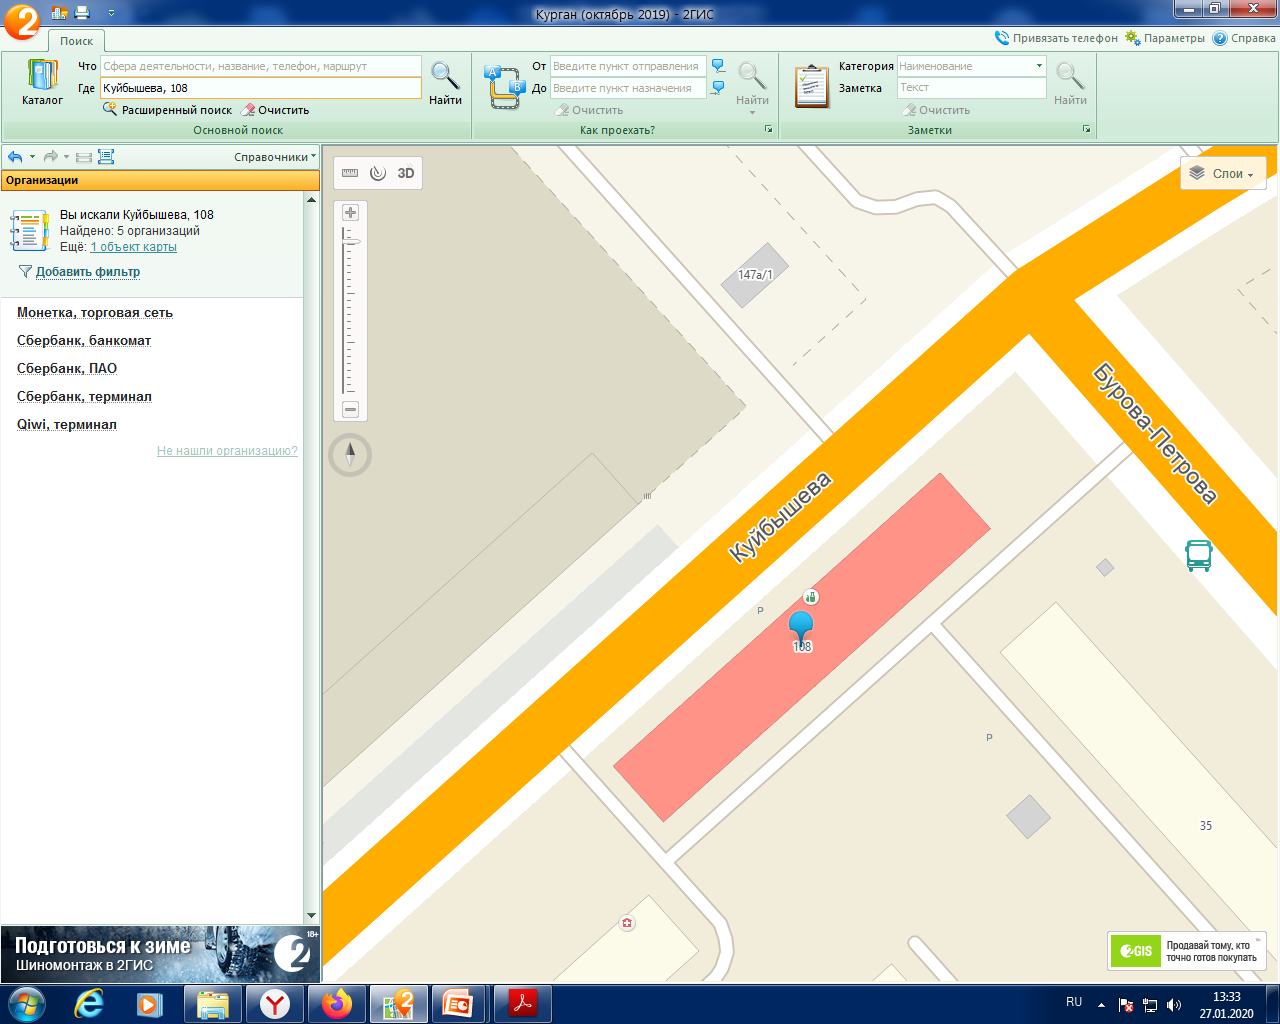 Курган (октябрь 2019) - 2ГИС
Поиск
Привязать телефон
Параметры
Справка
Каталог
Что
Сфера деятельности, название, телефон, маршрут
Где
Куйбышева, 108
Расширенный поиск
Очистить
Найти
Основной поиск
От
Введите пункт отправления
До
Введите пункт назначения
Очистить
Найти
Как проехать?
Категория
Наименование
Заметка
Текст
Очистить
Найти
Заметки
Справочники
Организации
Вы искали Куйбышева, 108
Найдено: 5 организаций
Ещё: 1 объект карты
Добавить фильтр
Монетка, торговая сеть
Сбербанк, банкомат
Сбербанк, ПАО
Сбербанк, терминал
Qiwi, терминал
Не нашли организацию?
Подготовься к зиме
Шиномонтаж в 2ГИС
18+
2
3D
Слои
147а/1
Бурова-Петрова
Куйбышева
P
108
P
35
2GIS
Продавай тому, кто
точно готов покупать
RU
13:33
27.01.2020